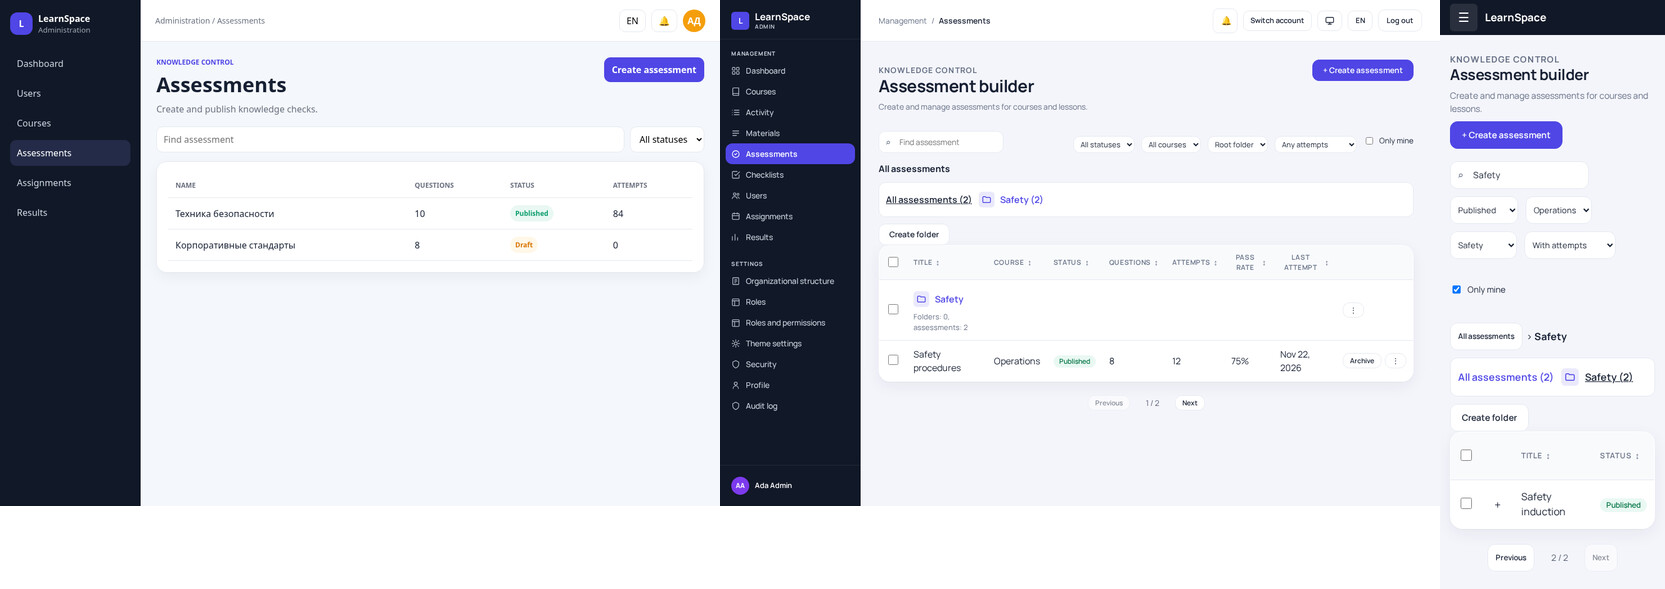 L
LearnSpace
Administration
Dashboard
Users
Courses
Assessments
Assignments
Results
Administration / Assessments
EN
АД
KNOWLEDGE CONTROL
Assessments
Create and publish knowledge checks.
Create assessment
Find assessment
All statuses
NAME QUESTIONS STATUS ATTEMPTS
Техника безопасности 10 Published 84
Корпоративные стандарты 8 Draft 0
L
LearnSpace
ADMIN
MANAGEMENT
Dashboard
Courses
Activity
Materials
Assessments
Checklists
Users
Assignments
Results
SETTINGS
Organizational structure
Roles
Roles and permissions
Theme settings
Security
Profile
Audit log
AA Ada Admin
Management / Assessments
Switch account
EN
Log out
KNOWLEDGE CONTROL
Assessment builder
Create and manage assessments for courses and lessons.
+ Create assessment
Find assessment
All statuses
All courses
Root folder
Any attempts
Only mine
All assessments
All assessments (2) Safety (2)
Create folder
TITLE COURSE STATUS QUESTIONS ATTEMPTS PASS RATE LAST ATTEMPT
Safety
Folders: 0,
assessments: 2
Safety procedures Operations Published 8 12 75% Nov 22, 2026 Archive
Previous 1 / 2 Next
LearnSpace
KNOWLEDGE CONTROL
Assessment builder
Create and manage assessments for courses and
lessons.
+ Create assessment
Safety
Published Operations
Safety With attempts
Only mine
All assessments › Safety
All assessments (2) Safety (2)
Create folder
TITLE STATUS
+ Safety induction Published
Previous 2 / 2 Next